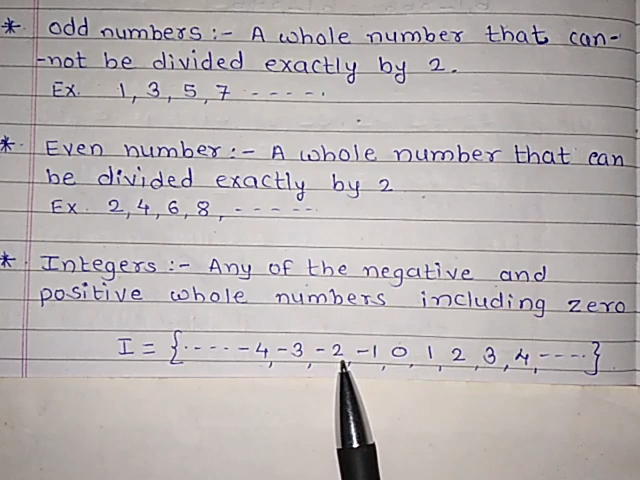 * odd numbers :- A whole number that can-
-not be divided exactly by 2.
Ex. 1, 3, 5, 7 -----.
* Even number :- A whole number that can
be divided exactly by 2
Ex. 2, 4, 6, 8, -----
* Integers :- Any of the negative and
positive whole numbers including zero
I = {-----4, -3, -2, -1, 0, 1, 2, 3, 4, ----}